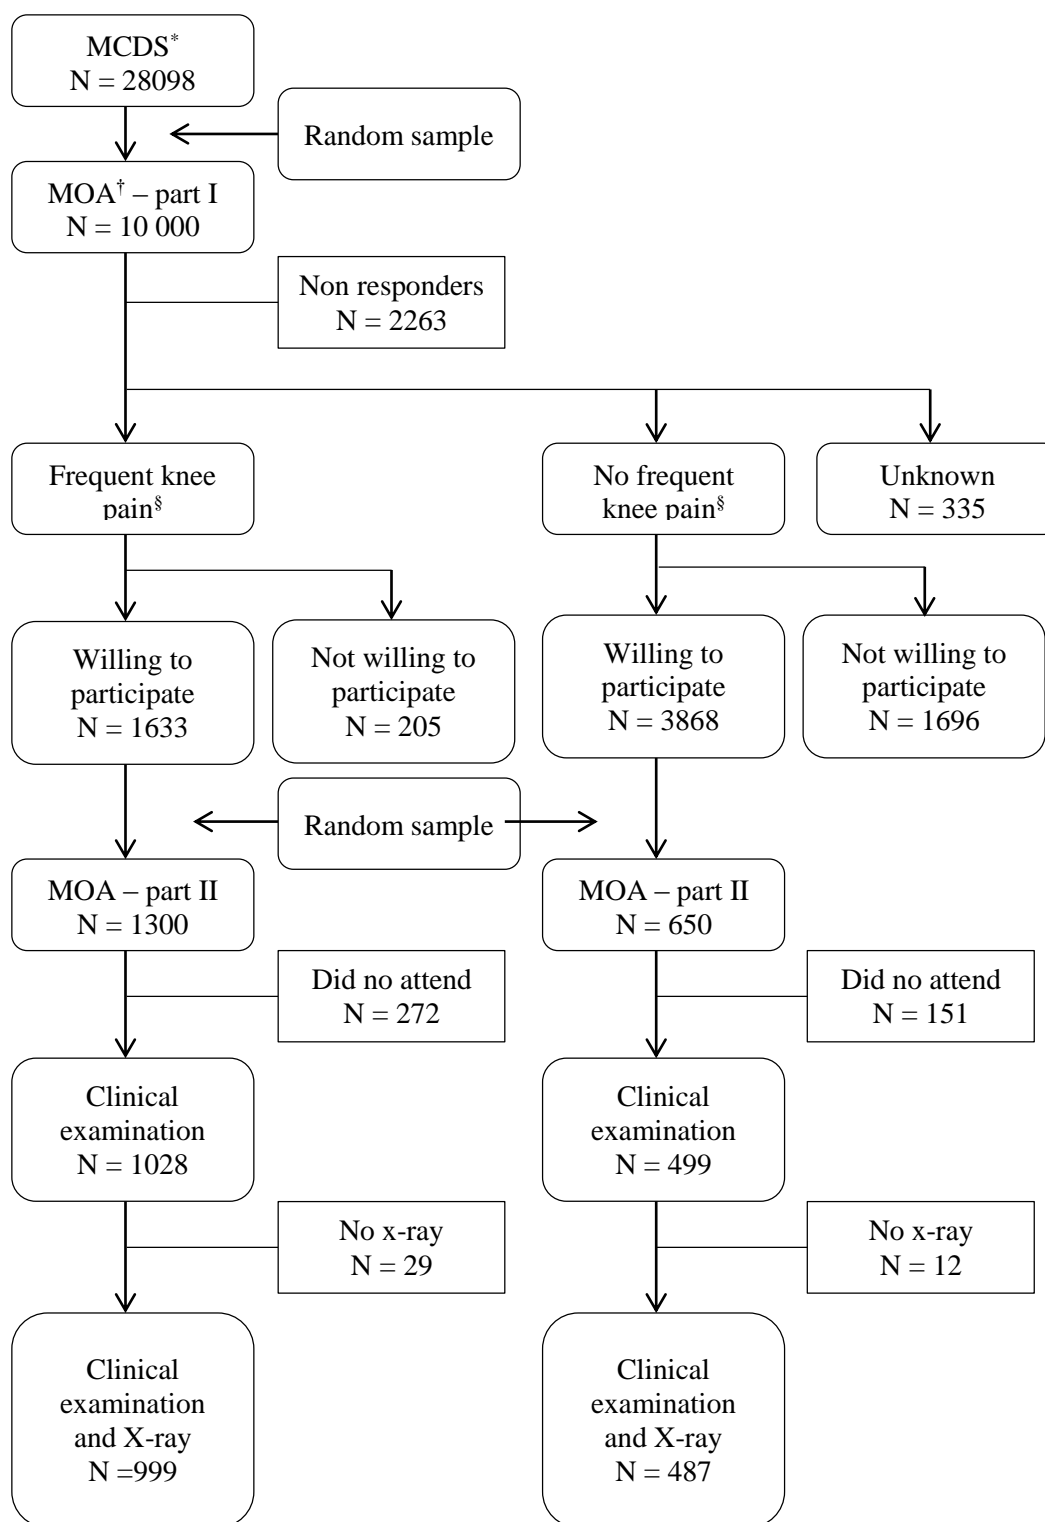 MCDS*
N = 28098
Random sample
MOA† – part I
N = 10 000
Non responders
N = 2263
Frequent knee
pain§
No frequent
knee pain§
Unknown
N = 335
Willing to
participate
N = 1633
Not willing to
participate
N = 205
Willing to
participate
N = 3868
Not willing to
participate
N = 1696
Random sample
MOA – part II
N = 1300
MOA – part II
N = 650
Did no attend
N = 272
Did no attend
N = 151
Clinical
examination
N = 1028
Clinical
examination
N = 499
No x-ray
N = 29
No x-ray
N = 12
Clinical
examination
and X-ray
N =999
Clinical
examination
and X-ray
N = 487